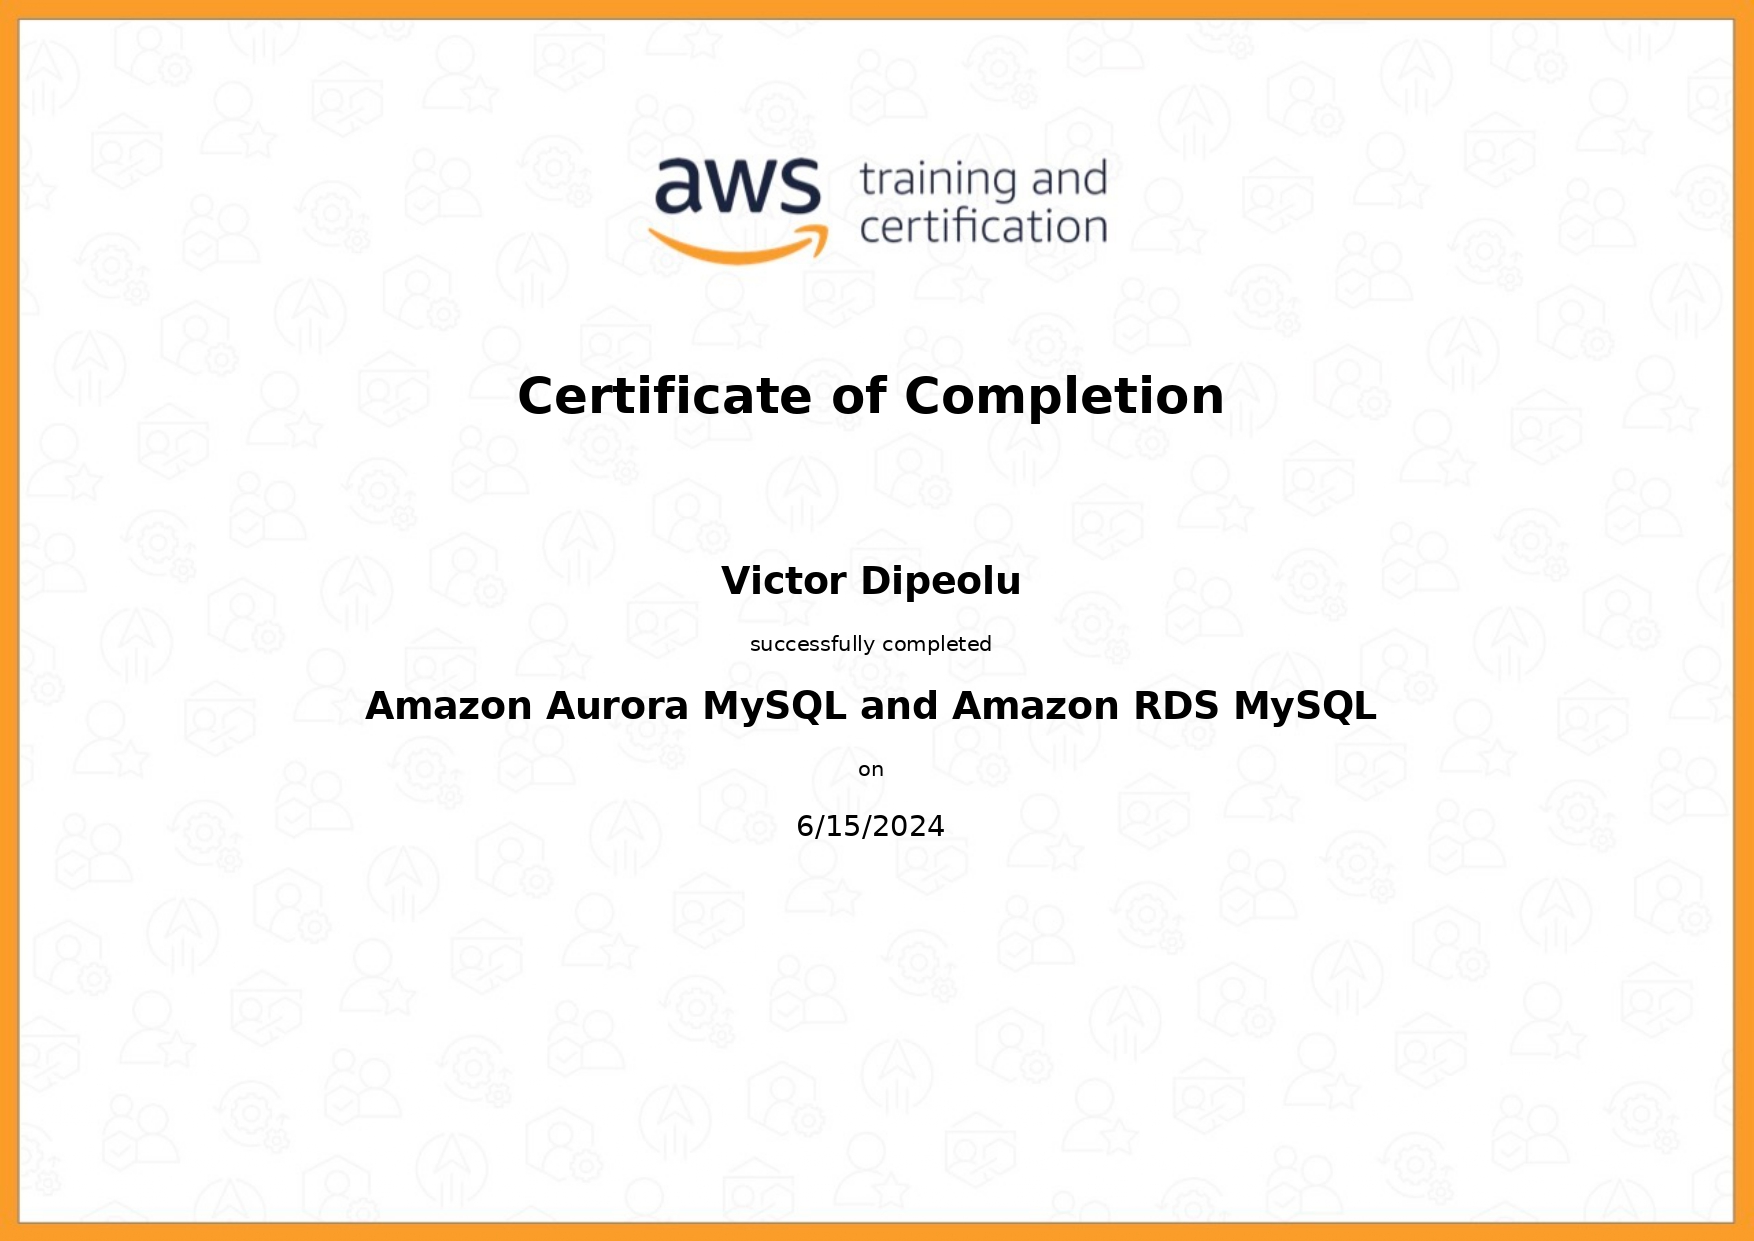 aws training and
certification
Certificate of Completion
Victor Dipeolu
successfully completed
Amazon Aurora MySQL and Amazon RDS MySQL
on
6/15/2024